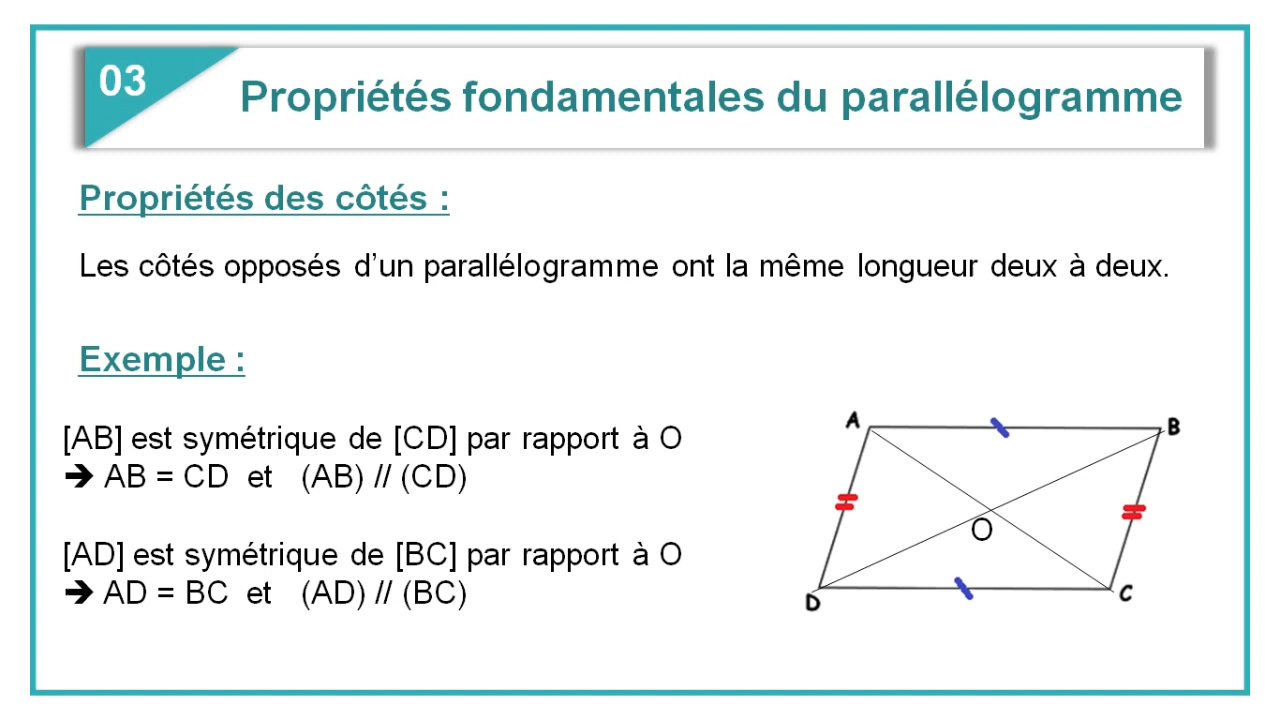 03
Propriétés fondamentales du parallélogramme
Propriétés des côtés :
Les côtés opposés d’un parallélogramme ont la même longueur deux à deux.
Exemple :
[AB] est symétrique de [CD] par rapport à O
➔ AB = CD et (AB) // (CD)
[AD] est symétrique de [BC] par rapport à O
➔ AD = BC et (AD) // (BC)
A
B
O
D
C